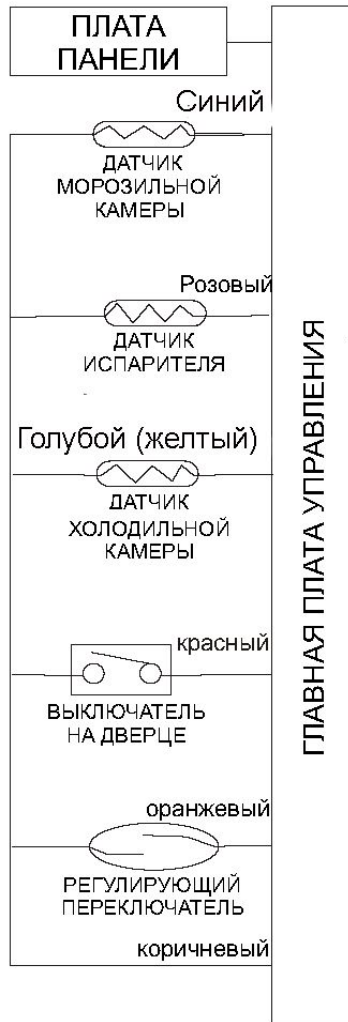 ПЛАТА
ПАНЕЛИ
Синий
ДАТЧИК
МОРОЗИЛЬНОЙ
КАМЕРЫ
Розовый
ДАТЧИК
ИСПАРИТЕЛЯ
Голубой (желтый)
ДАТЧИК
ХОЛОДИЛЬНОЙ
КАМЕРЫ
красный
ВЫКЛЮЧАТЕЛЬ
НА ДВЕРЦЕ
оранжевый
РЕГУЛИРУЮЩИЙ
ПЕРЕКЛЮЧАТЕЛЬ
коричневый
ГЛАВНАЯ ПЛАТА УПРАВЛЕНИЯ